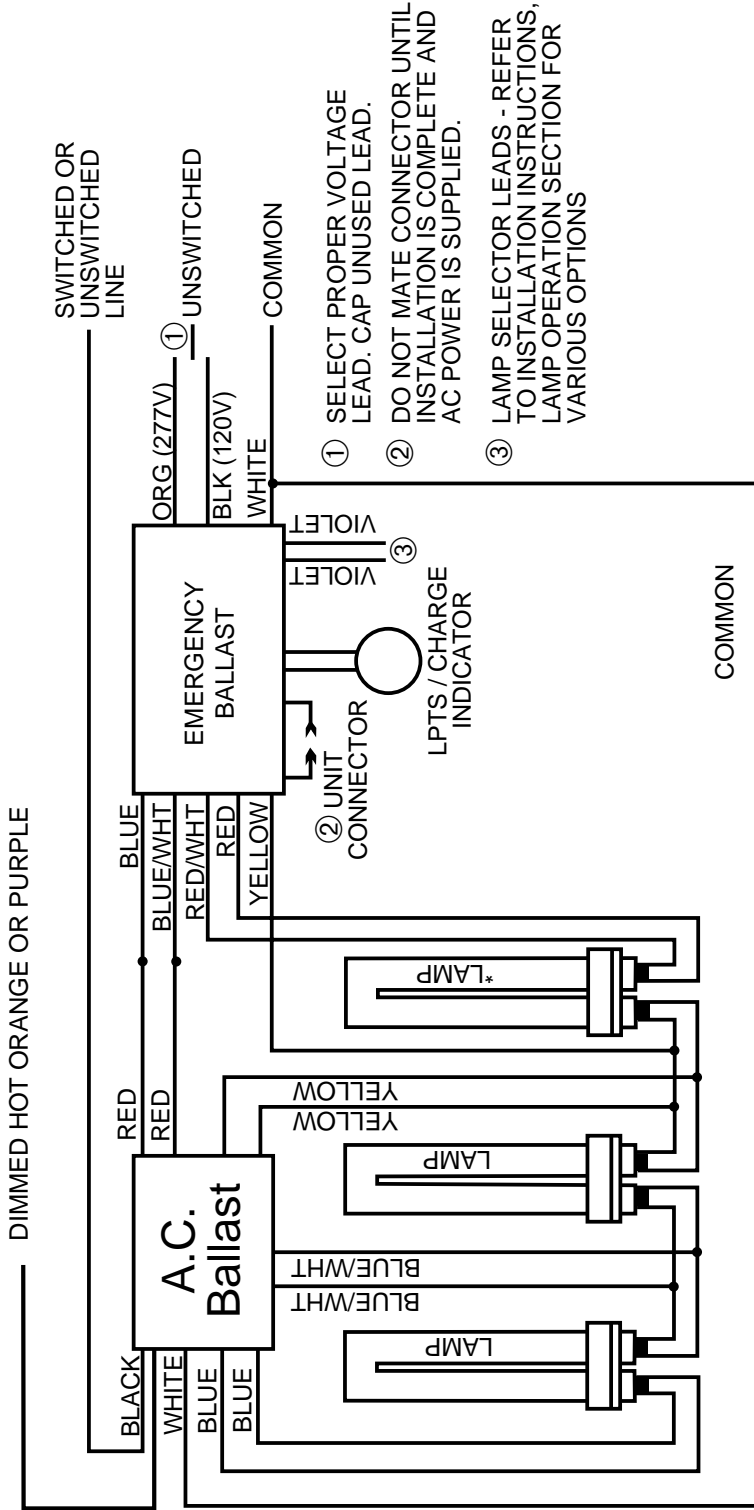 DIMMED HOT ORANGE OR PURPLE
SWITCHED OR
UNSWITCHED
LINE
BLACK
WHITE
BLUE
BLUE
A.C.
Ballast
RED
RED
BLUE
BLUE/WHT
RED/WHT
RED
YELLOW
EMERGENCY
BALLAST
ORG (277V)
① UNSWITCHED
BLK (120V)
WHITE
COMMON
BLUE/WHT
BLUE/WHT
YELLOW
YELLOW
② UNIT
CONNECTOR
VIOLET
VIOLET
③
LPTS / CHARGE
INDICATOR
LAMP
LAMP
*LAMP
COMMON
① SELECT PROPER VOLTAGE
LEAD. CAP UNUSED LEAD.
② DO NOT MATE CONNECTOR UNTIL
INSTALLATION IS COMPLETE AND
AC POWER IS SUPPLIED.
③ LAMP SELECTOR LEADS - REFER
TO INSTALLATION INSTRUCTIONS,
LAMP OPERATION SECTION FOR
VARIOUS OPTIONS